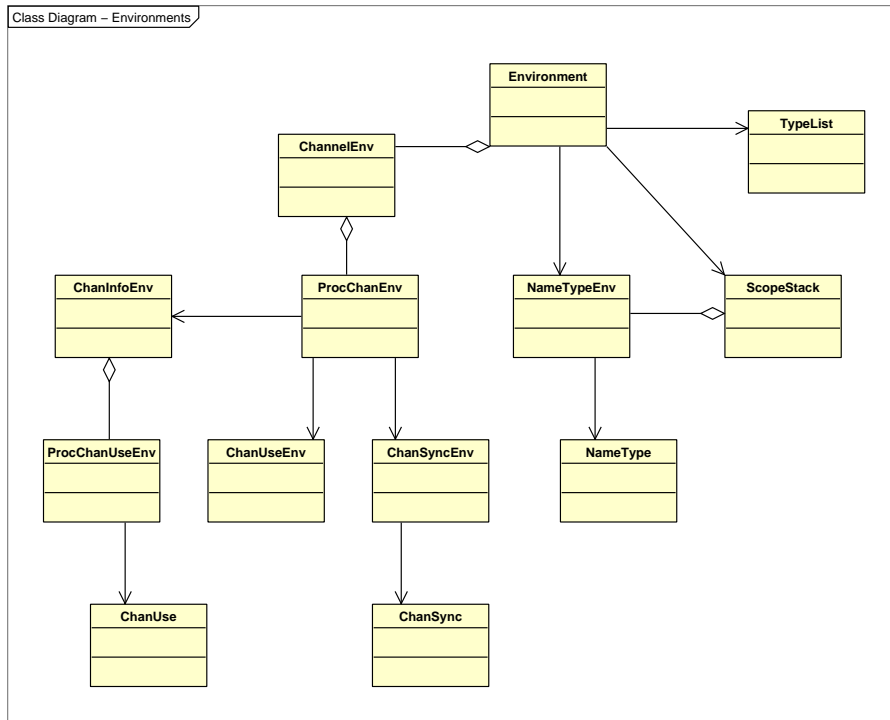 Class Diagram – Environments
Environment
TypeList
ChannelEnv
ChanInfoEnv
ProcChanEnv
NameTypeEnv
ScopeStack
ProcChanUseEnv
ChanUseEnv
ChanSyncEnv
NameType
ChanUse
ChanSync